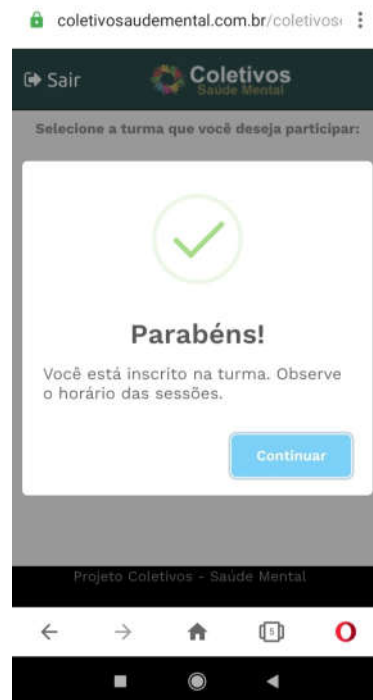 coletivosaudemental.com.br/coletivos
Sair
Coletivos
Saúde Mental
Selecione a turma que você deseja participar:
Parabéns!
Você está inscrito na turma. Observe
o horário das sessões.
Continuar
Projeto Coletivos - Saúde Mental
5